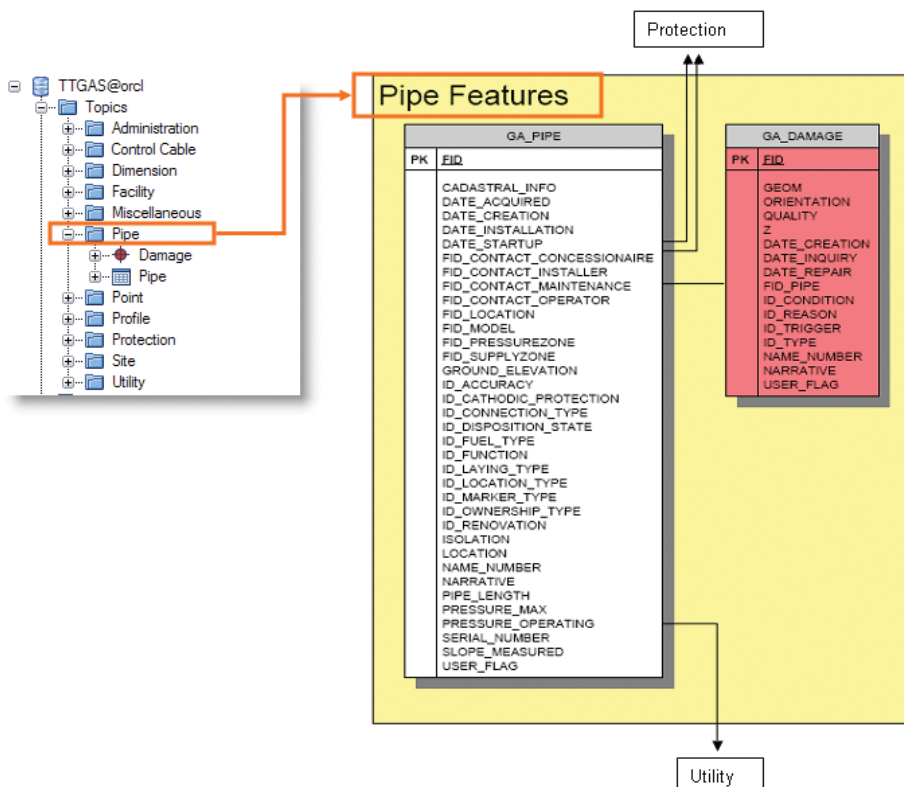 Protection
TTGAS@orcl
Topics
Administration
Control Cable
Dimension
Facility
Miscellaneous
Pipe
Damage
Pipe
Point
Profile
Protection
Site
Utility
Pipe Features
GA_PIPE
PK FID
CADASTRAL_INFO
DATE_ACQUIRED
DATE_CREATION
DATE_INSTALLATION
DATE_STARTUP
FID_CONTACT_CONCESSIONAIRE
FID_CONTACT_INSTALLER
FID_CONTACT_MAINTENANCE
FID_CONTACT_OPERATOR
FID_LOCATION
FID_MODEL
FID_PRESSUREZONE
FID_SUPPLYZONE
GROUND_ELEVATION
ID_ACCURACY
ID_CATHODIC_PROTECTION
ID_CONNECTION_TYPE
ID_DISPOSITION_STATE
ID_FUEL_TYPE
ID_FUNCTION
ID_LAYING_TYPE
ID_LOCATION_TYPE
ID_MARKER_TYPE
ID_OWNERSHIP_TYPE
ID_RENOVATION
ISOLATION
LOCATION
NAME_NUMBER
NARRATIVE
PIPE_LENGTH
PRESSURE_MAX
PRESSURE_OPERATING
SERIAL_NUMBER
SLOPE_MEASURED
USER_FLAG
GA_DAMAGE
PK FID
GEOM
ORIENTATION
QUALITY
Z
DATE_CREATION
DATE_INQUIRY
DATE_REPAIR
FID_PIPE
ID_CONDITION
ID_REASON
ID_TRIGGER
ID_TYPE
NAME_NUMBER
NARRATIVE
USER_FLAG
Utility